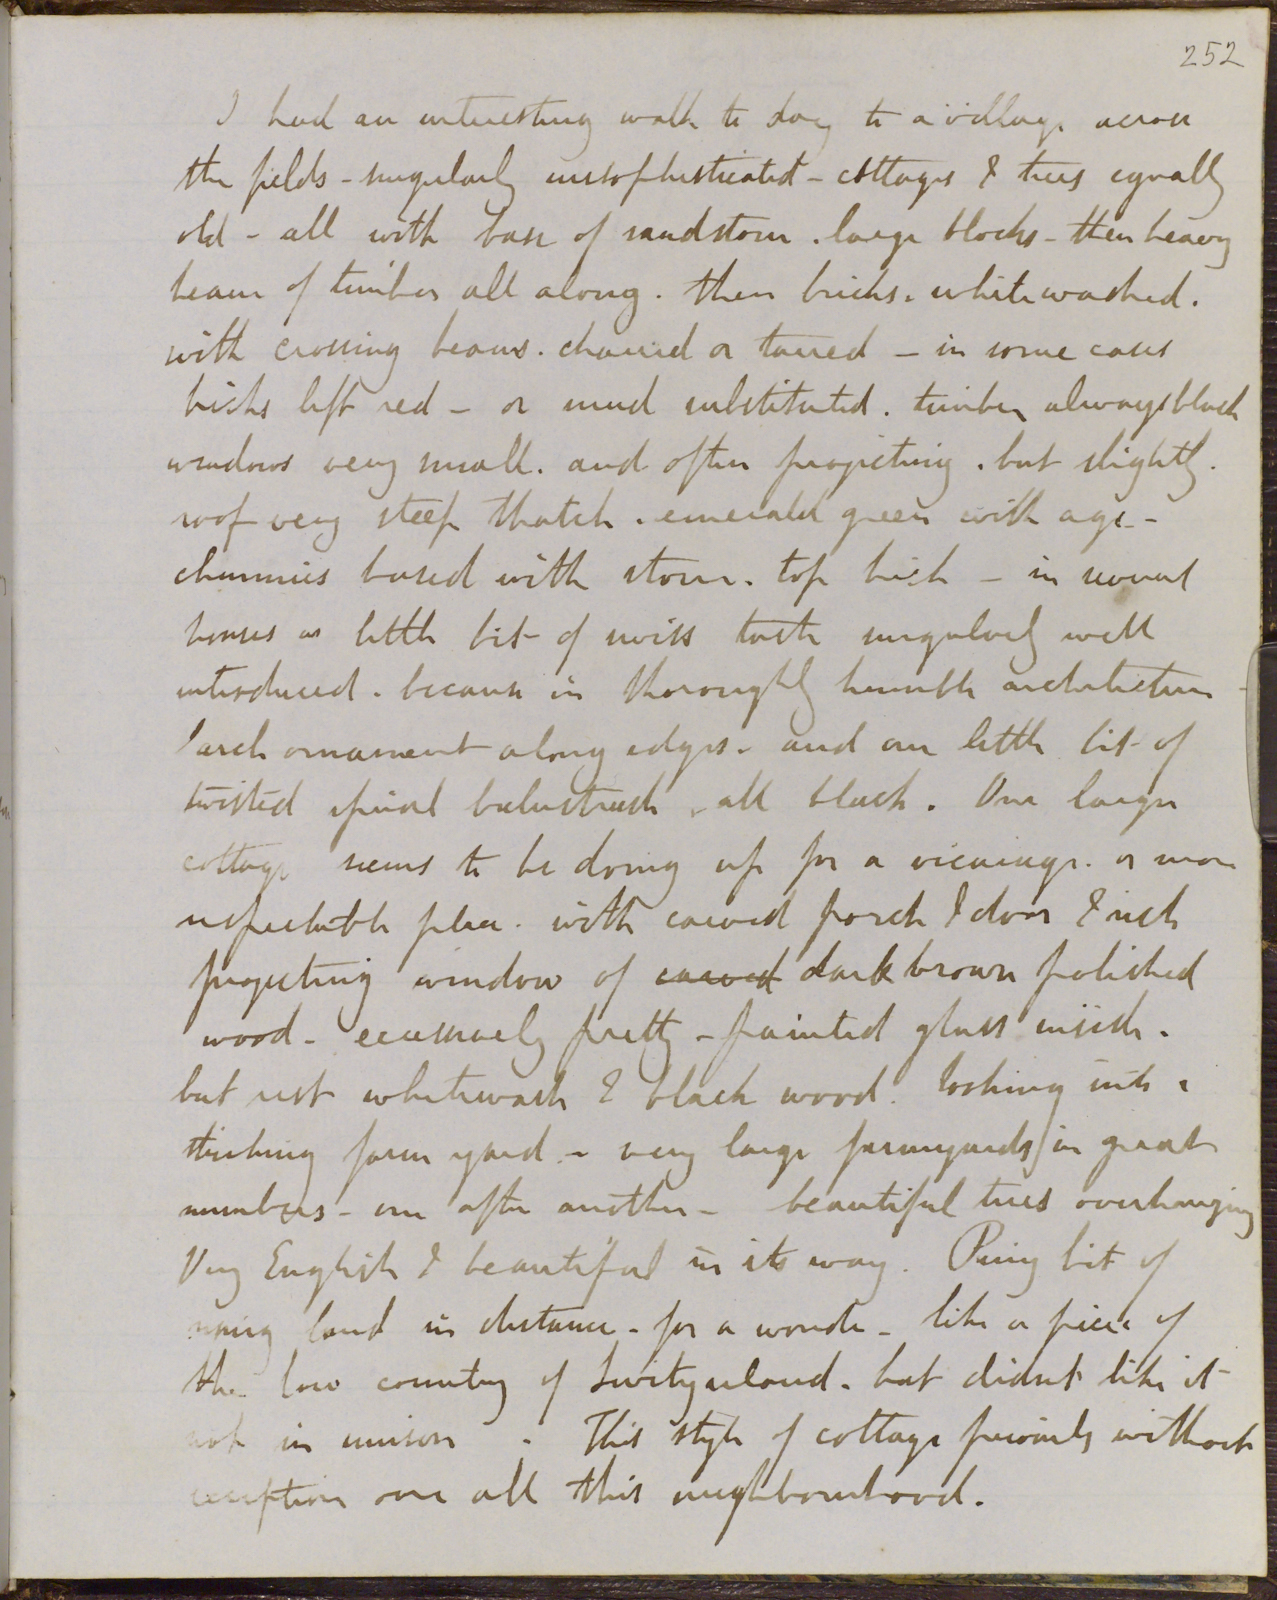 252
I had an interesting walk to day to a village across
the fields - singularly unsophisticated - cottages & trees equally
old - all with base of sandstone . large blocks - then heavy
beam of timber all along . then bricks . whitewashed .
with crossing beams . charred or tarred - in some cases
bricks left red - or mud substituted . timber always black
windows very small . and often projecting . but slightly .
roof very steep thatch . emerald green with age -
chimnies based with stone . top brick - in several
houses a little bit of swiss taste singularly well
introduced . because in thoroughly humble architecture -
larch ornament along edges . and one little bit of
twisted spiral balustrade . all black . One larger
cottage seems to be doing up for a vicarage . or more
respectable place . with carved porch & door & rich
projecting window of carved dark brown polished
wood - excessively pretty - painted glass inside .
but rest whitewash & black wood . looking into a
stinking farm yard - very large farmyards in great
numbers - one after another - beautiful trees overhanging
Very English & beautiful in its way . Piny bit of
rising land in distance - for a wonder - like a piece of
the low country of Switzerland . but didnt like it
not in unison . This style of cottage prevails without
exception over all this neighbourhood .